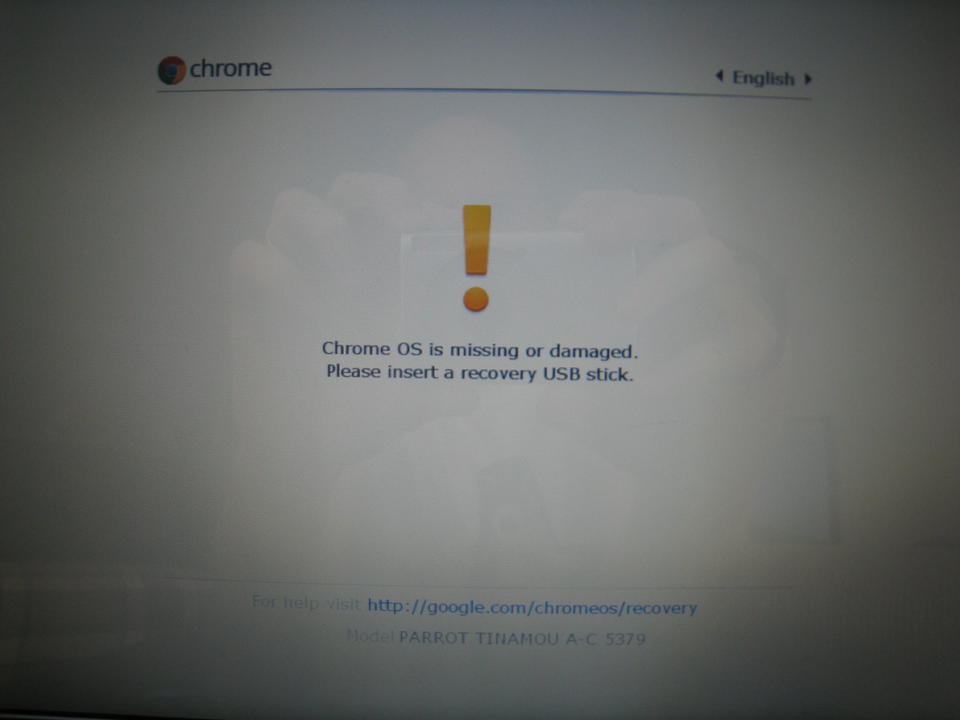 chrome
English
Chrome OS is missing or damaged.
Please insert a recovery USB stick.
For help visit http://google.com/chromeos/recovery
Model PARROT TINAMOU A-C 5379